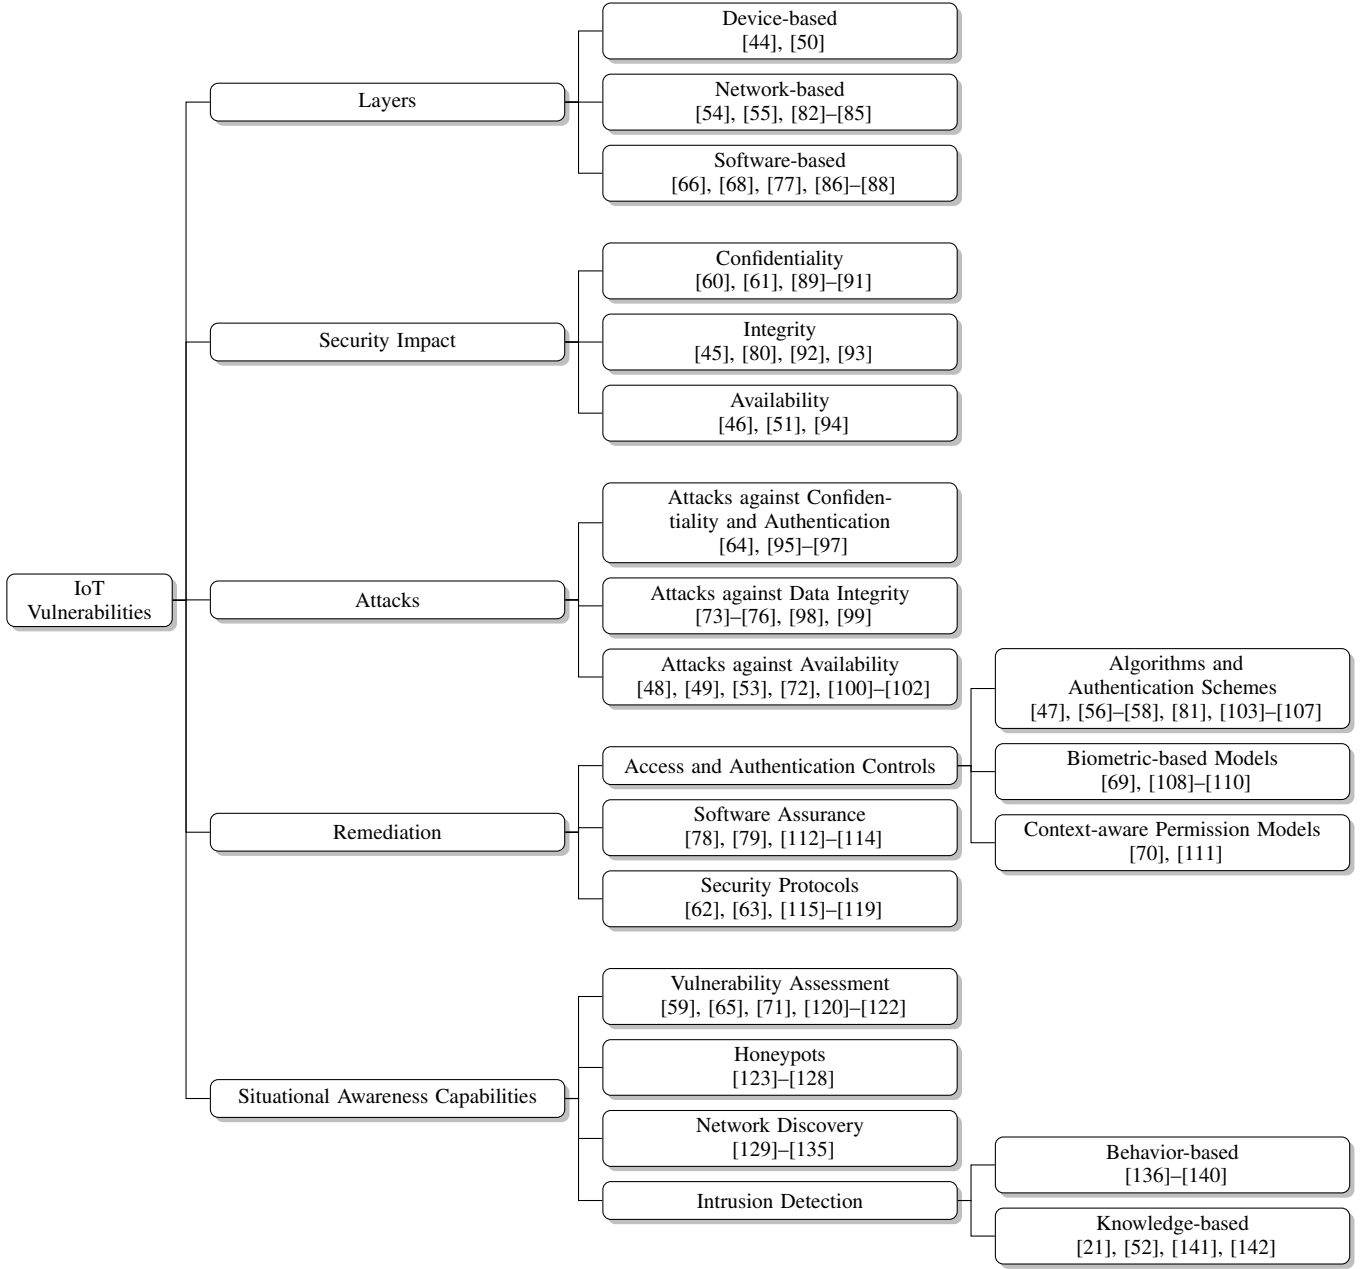 IoT
Vulnerabilities
Layers
Device-based
[44], [50]
Network-based
[54], [55], [82]–[85]
Software-based
[66], [68], [77], [86]–[88]
Security Impact
Confidentiality
[60], [61], [89]–[91]
Integrity
[45], [80], [92], [93]
Availability
[46], [51], [94]
Attacks
Attacks against Confiden-
tiality and Authentication
[64], [95]–[97]
Attacks against Data Integrity
[73]–[76], [98], [99]
Attacks against Availability
[48], [49], [53], [72], [100]–[102]
Remediation
Access and Authentication Controls
Algorithms and
Authentication Schemes
[47], [56]–[58], [81], [103]–[107]
Biometric-based Models
[69], [108]–[110]
Context-aware Permission Models
[70], [111]
Software Assurance
[78], [79], [112]–[114]
Security Protocols
[62], [63], [115]–[119]
Situational Awareness Capabilities
Vulnerability Assessment
[59], [65], [71], [120]–[122]
Honeypots
[123]–[128]
Network Discovery
[129]–[135]
Intrusion Detection
Behavior-based
[136]–[140]
Knowledge-based
[21], [52], [141], [142]